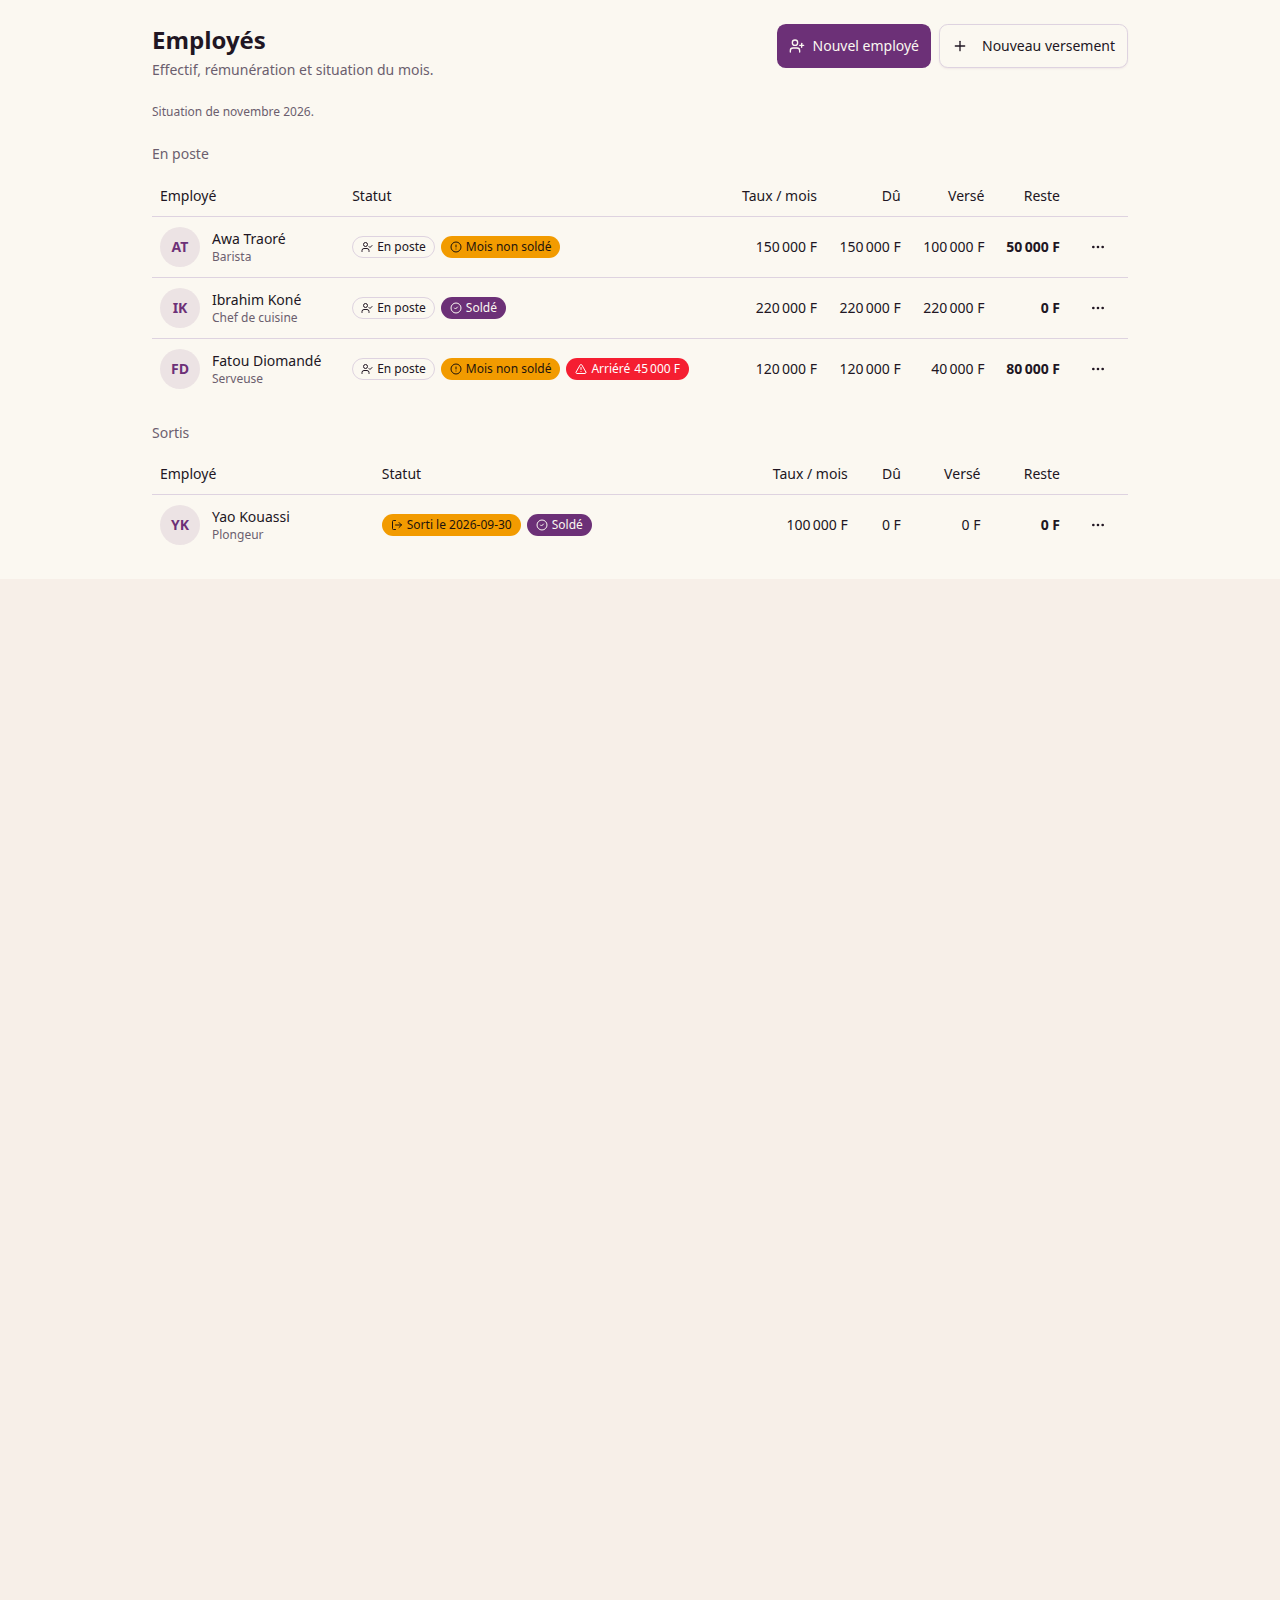 Employés
Nouvel employé
Nouveau versement
Effectif, rémunération et situation du mois.
Situation de novembre 2026.
En poste
Employé Statut Taux / mois Dû Versé Reste
AT Awa Traoré Barista En poste Mois non soldé 150 000 F 150 000 F 100 000 F 50 000 F
IK Ibrahim Koné Chef de cuisine En poste Soldé 220 000 F 220 000 F 220 000 F 0 F
FD Fatou Diomandé Serveuse En poste Mois non soldé Arriéré 45 000 F 120 000 F 120 000 F 40 000 F 80 000 F
Sortis
Employé Statut Taux / mois Dû Versé Reste
YK Yao Kouassi Plongeur Sorti le 2026-09-30 Soldé 100 000 F 0 F 0 F 0 F